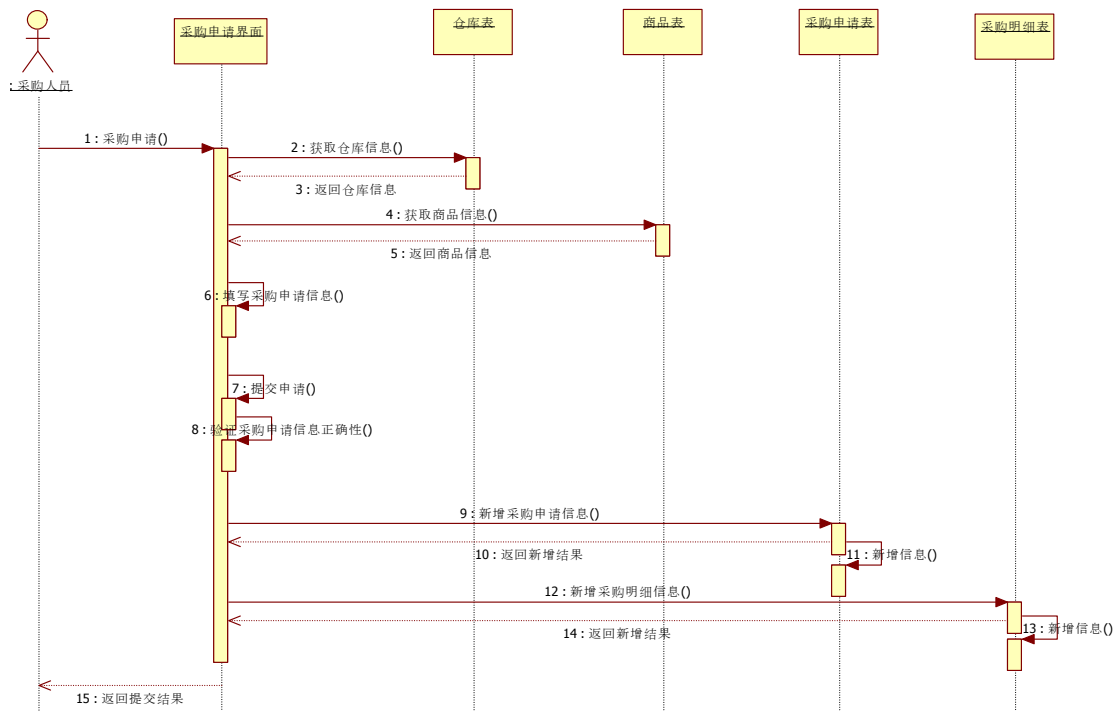 采购申请界面
仓库表
商品表
采购申请表
采购明细表
: 采购人员
1 : 采购申请()
2 : 获取仓库信息()
3 : 返回仓库信息
4 : 获取商品信息()
5 : 返回商品信息
6 : 填写采购申请信息()
7 : 提交申请()
8 : 验证采购申请信息正确性()
9 : 新增采购申请信息()
10 : 返回新增结果
11 : 新增信息()
12 : 新增采购明细信息()
13 : 新增信息()
14 : 返回新增结果
15 : 返回提交结果